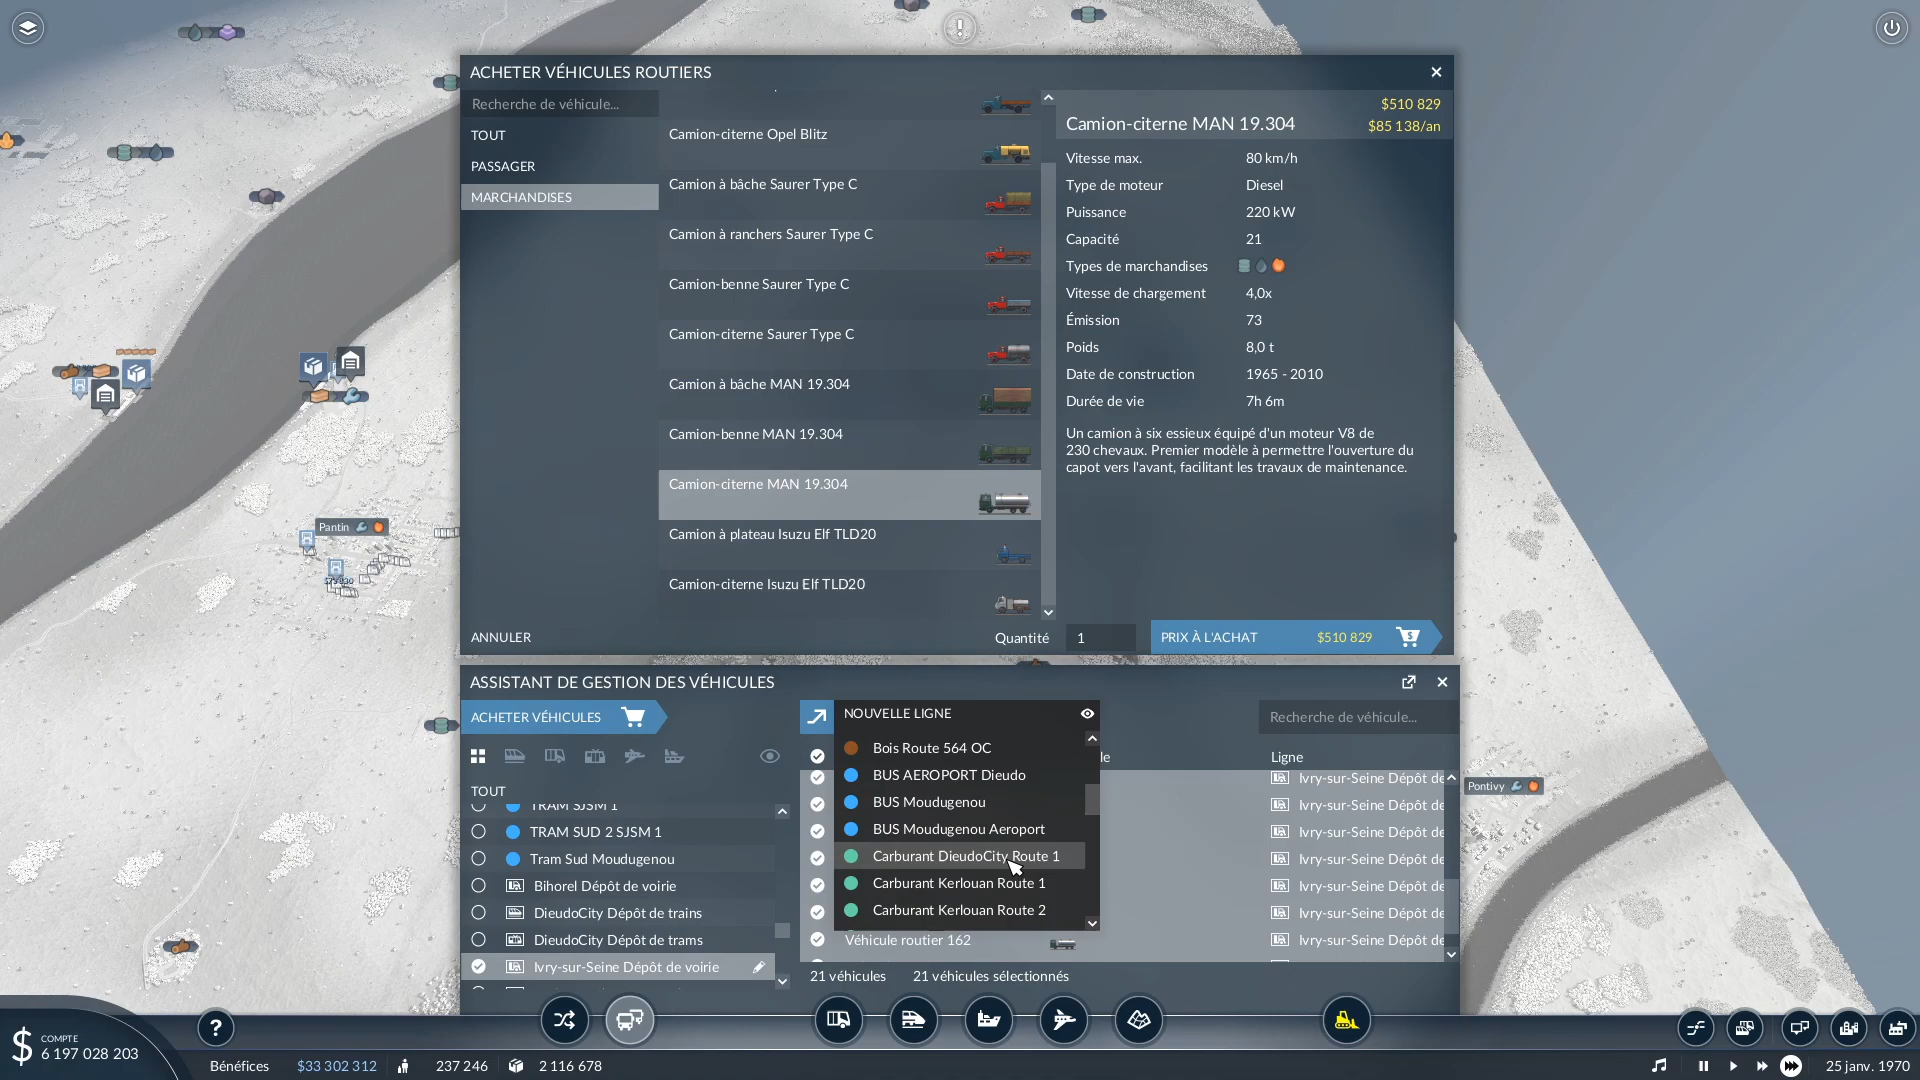 ACHETER VÉHICULES ROUTIERS
Recherche de véhicule...
TOUT
PASSAGER
MARCHANDISES
Camion-citerne Opel Blitz
Camion à bâche Saurer Type C
Camion à ranchers Saurer Type C
Camion-benne Saurer Type C
Camion-citerne Saurer Type C
Camion à bâche MAN 19.304
Camion-benne MAN 19.304
Camion-citerne MAN 19.304
Camion à plateau Isuzu Elf TLD20
Camion-citerne Isuzu Elf TLD20
$510 829
Camion-citerne MAN 19.304
$85 138/an
Vitesse max. 80 km/h
Type de moteur Diesel
Puissance 220 kW
Capacité 21
Types de marchandises
Vitesse de chargement 4,0x
Émission 73
Poids 8,0 t
Date de construction 1965 - 2010
Durée de vie 7h 6m
Un camion à six essieux équipé d'un moteur V8 de
230 chevaux. Premier modèle à permettre l'ouverture du
capot vers l'avant, facilitant les travaux de maintenance.
ANNULER
Quantité 1
PRIX À L'ACHAT $510 829
Pantin
Pontivy
ASSISTANT DE GESTION DES VÉHICULES
ACHETER VÉHICULES
TOUT
TRAM SJSM 1
TRAM SUD 2 SJSM 1
Tram Sud Moudugenou
Bihorel Dépôt de voirie
DieudoCity Dépôt de trains
DieudoCity Dépôt de trams
Ivry-sur-Seine Dépôt de voirie
NOUVELLE LIGNE
Bois Route 564 OC
BUS AEROPORT Dieudo
BUS Moudugenou
BUS Moudugenou Aeroport
Carburant DieudoCity Route 1
Carburant Kerlouan Route 1
Carburant Kerlouan Route 2
Véhicule routier 162
le
Recherche de véhicule...
Ligne
Ivry-sur-Seine Dépôt de
Ivry-sur-Seine Dépôt de
Ivry-sur-Seine Dépôt de
Ivry-sur-Seine Dépôt de
Ivry-sur-Seine Dépôt de
Ivry-sur-Seine Dépôt de
Ivry-sur-Seine Dépôt de
21 véhicules 21 véhicules sélectionnés
?
$ COMPTE
6 197 028 203
Bénéfices $33 302 312 237 246 2 116 678
25 janv. 1970